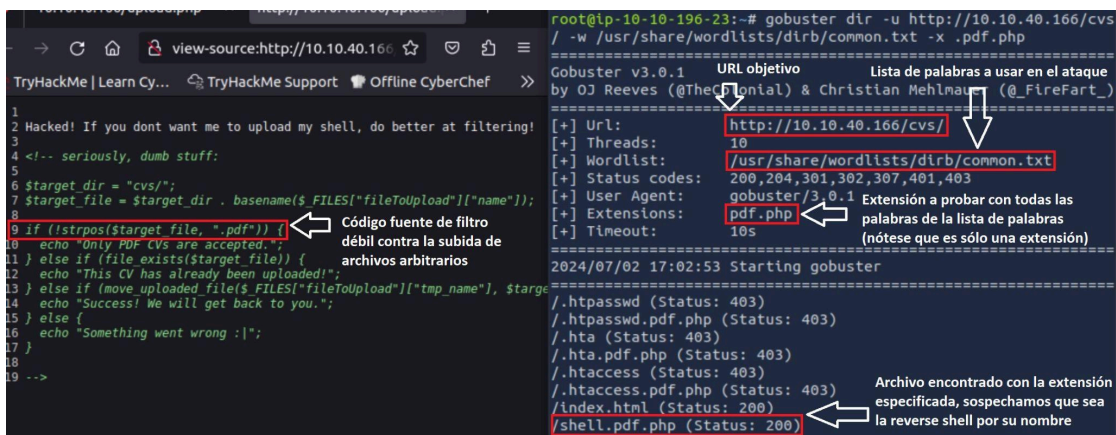 view-source:http://10.10.40.166
TryHackMe | Learn Cy...
TryHackMe Support
Offline CyberChef
1
2 Hacked! If you dont want me to upload my shell, do better at filtering!
3
4 <!-- seriously, dumb stuff:
5
6 $target_dir = "cvs/";
7 $target_file = $target_dir . basename($_FILES["fileToUpload"]["name"]);
8
9 if (!strpos($target_file, ".pdf")) {
10 echo "Only PDF CVs are accepted.";
11 } else if (file_exists($target_file)) {
12 echo "This CV has already been uploaded!";
13 } else if (move_uploaded_file($_FILES["fileToUpload"]["tmp_name"], $targe
14 echo "Success! We will get back to you.";
15 } else {
16 echo "Something went wrong :|";
17 }
18
19 -->
Código fuente de filtro
débil contra la subida de
archivos arbitrarios
root@ip-10-10-196-23:~# gobuster dir -u http://10.10.40.166/cvs
/ -w /usr/share/wordlists/dirb/common.txt -x .pdf.php
Gobuster v3.0.1
URL objetivo
Lista de palabras a usar en el ataque
by OJ Reeves (@TheColonial) & Christian Mehlmauer (@_FireFart_)
[+] Url: http://10.10.40.166/cvs/
[+] Threads: 10
[+] Wordlist: /usr/share/wordlists/dirb/common.txt
[+] Status codes: 200,204,301,302,307,401,403
[+] User Agent: gobuster/3.0.1
[+] Extensions: pdf.php
[+] Timeout: 10s
Extensión a probar con todas las
palabras de la lista de palabras
(nótese que es sólo una extensión)
2024/07/02 17:02:53 Starting gobuster
/.htpasswd (Status: 403)
/.htpasswd.pdf.php (Status: 403)
/.hta (Status: 403)
/.hta.pdf.php (Status: 403)
/.htaccess (Status: 403)
/.htaccess.pdf.php (Status: 403)
/index.html (Status: 200)
/shell.pdf.php (Status: 200)
Archivo encontrado con la extensión
especificada, sospechamos que sea
la reverse shell por su nombre